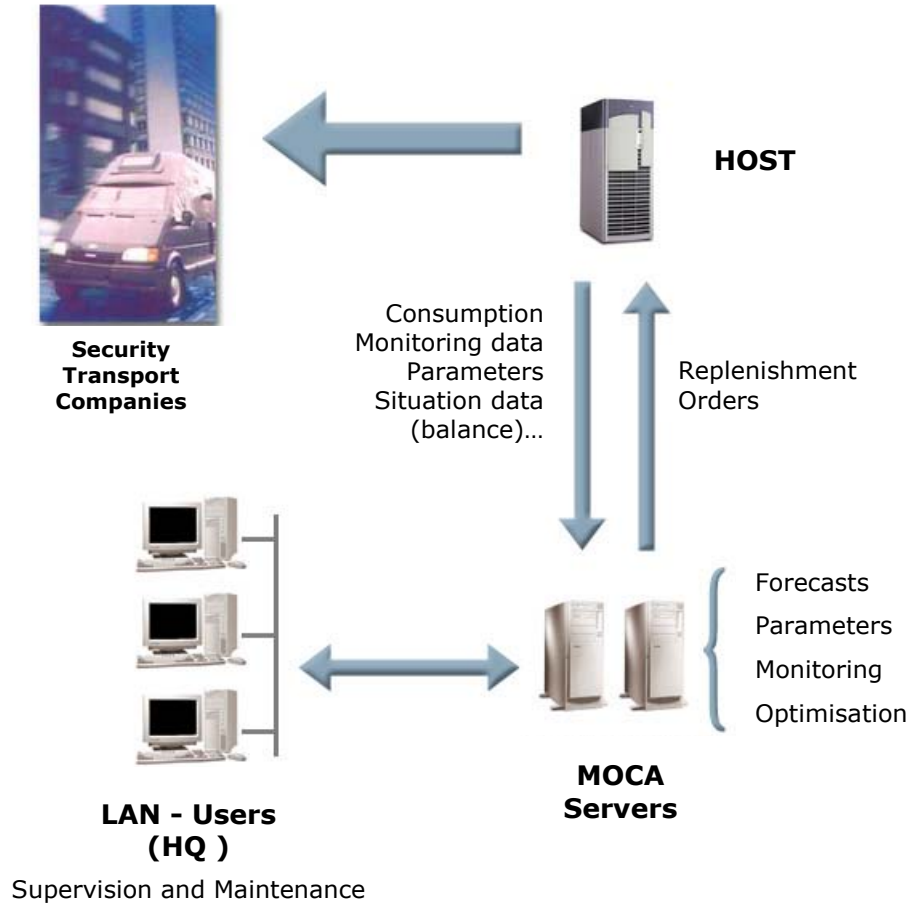 HOST
Security
Transport
Companies
Consumption
Monitoring data
Parameters
Situation data
(balance)…
Replenishment
Orders
Forecasts
Parameters
Monitoring
Optimisation
MOCA
Servers
LAN - Users
(HQ )
Supervision and Maintenance